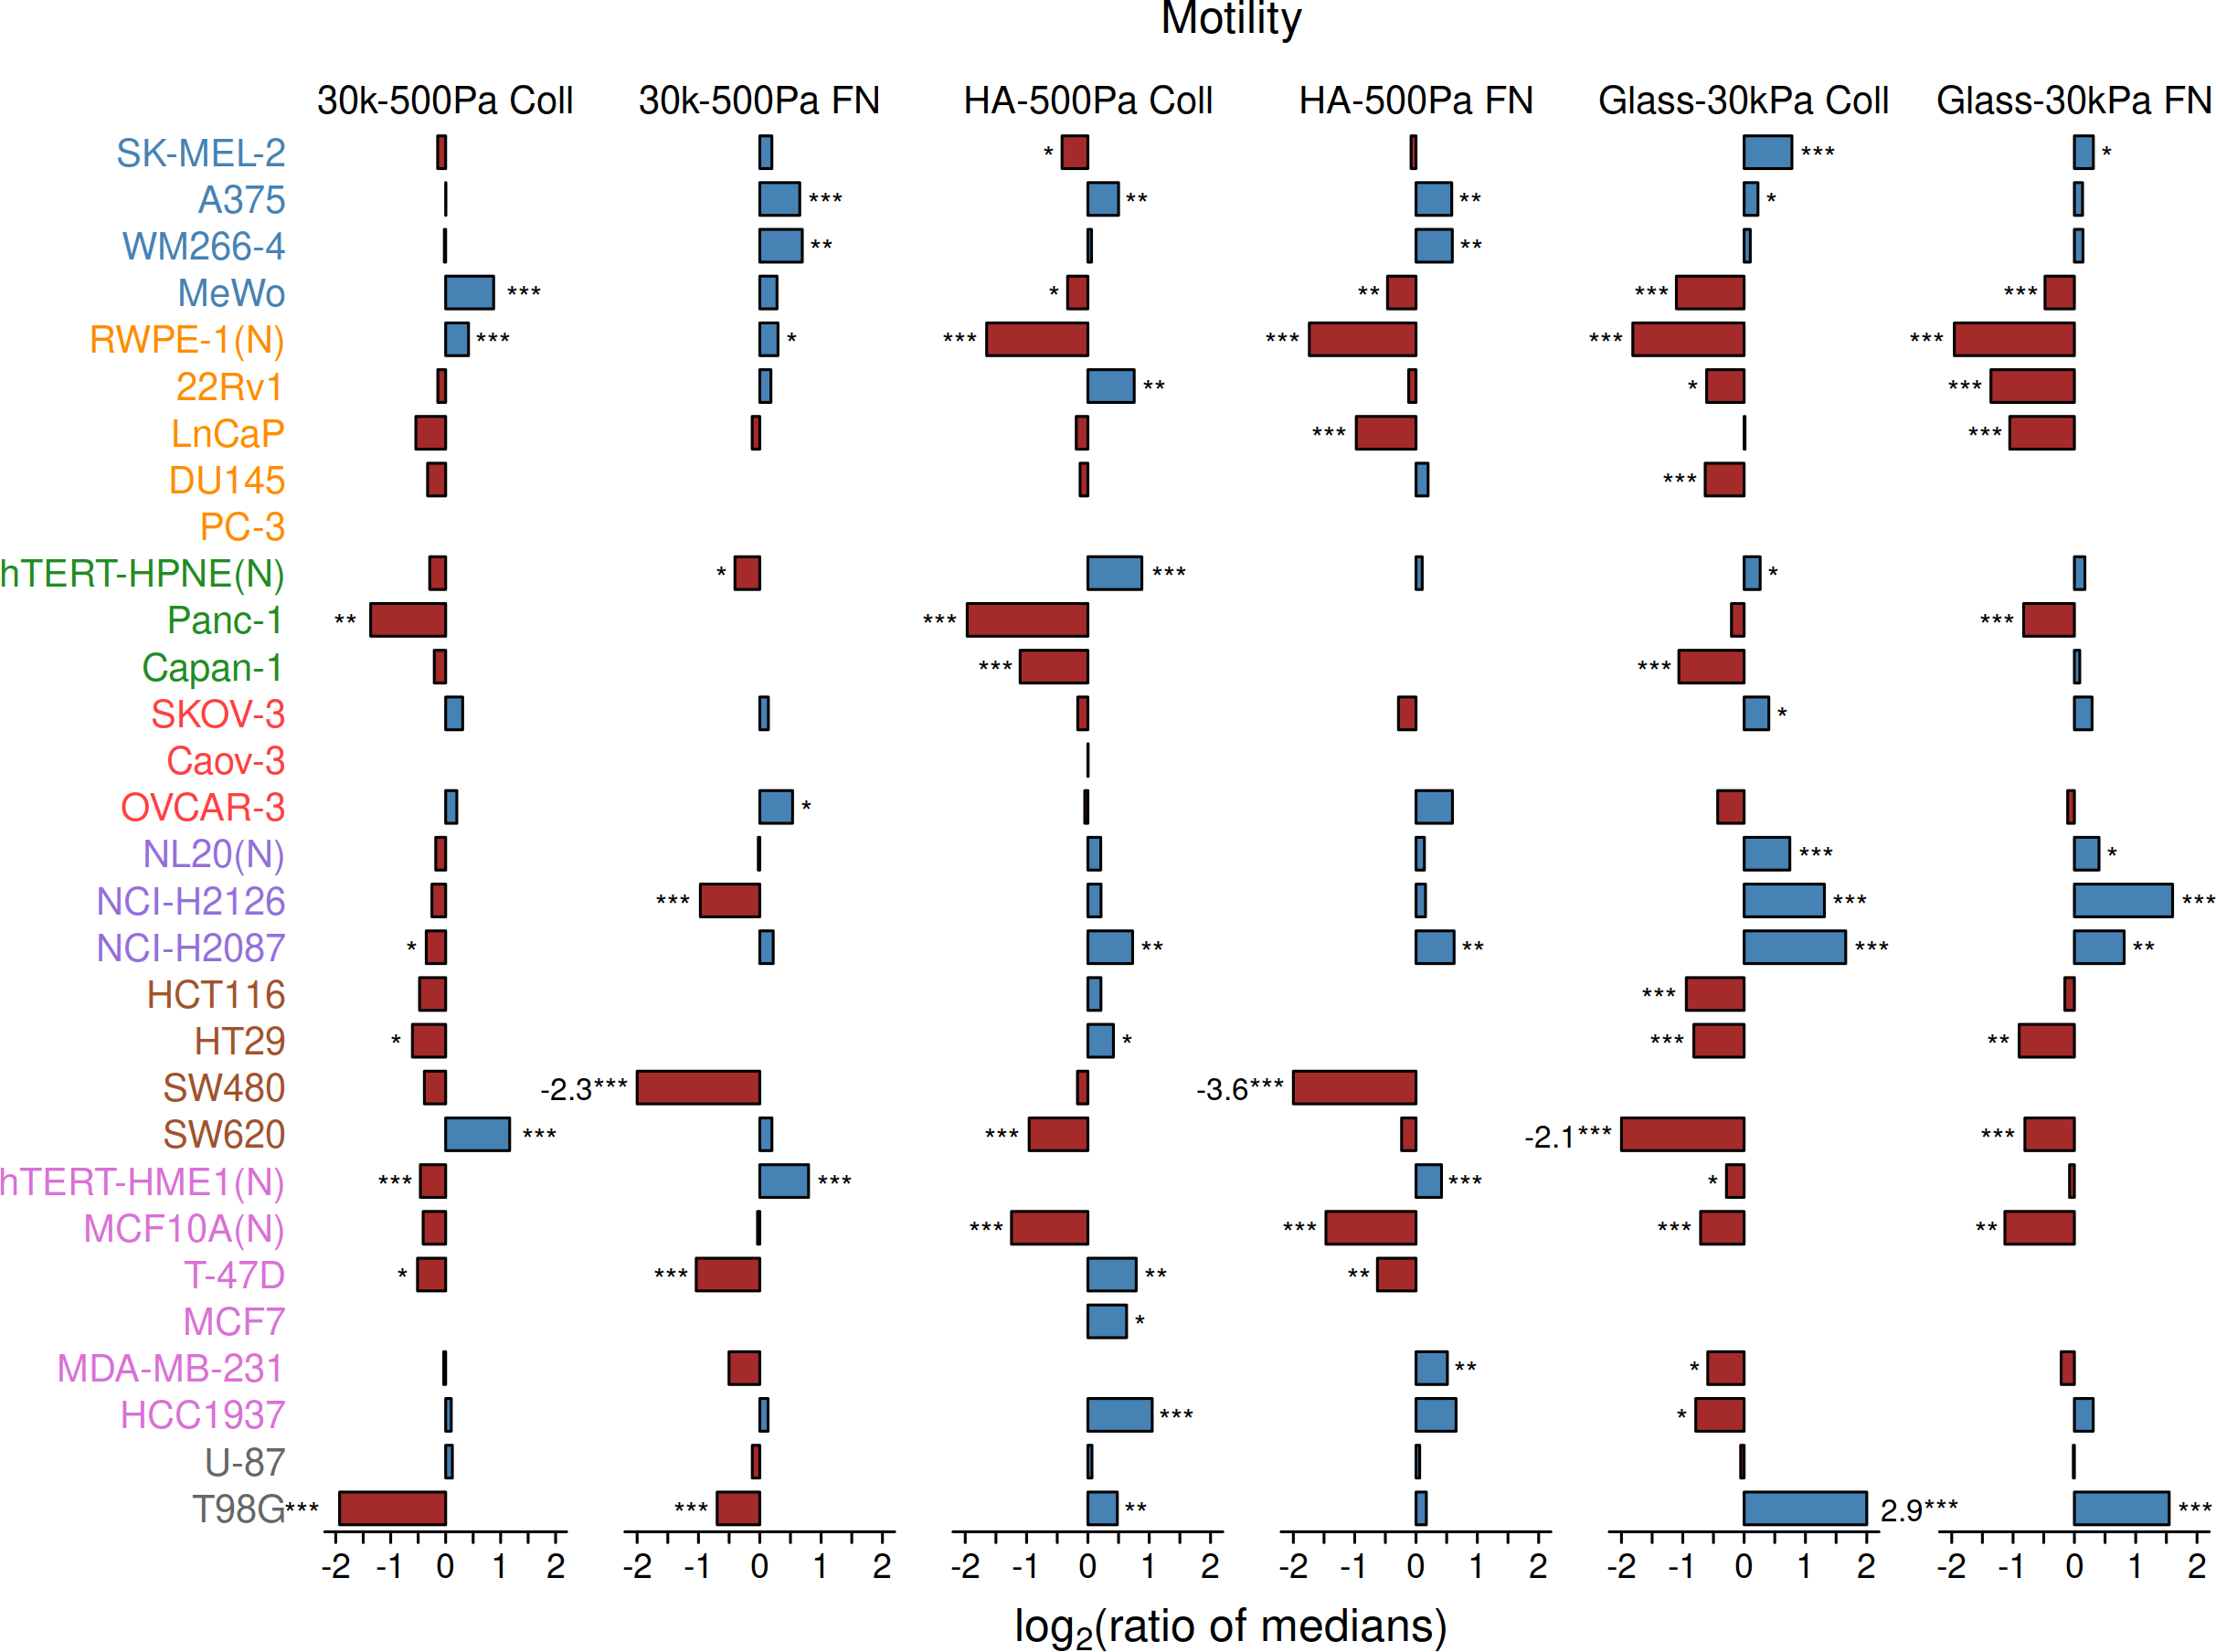 Motility
30k-500Pa Coll 30k-500Pa FN HA-500Pa Coll HA-500Pa FN Glass-30kPa Coll Glass-30kPa FN
SK-MEL-2 * *** *
A375 *** ** ** *
WM266-4 ** **
MeWo *** * ** *** ***
RWPE-1(N) *** * *** *** *** ***
22Rv1 ** * ***
LnCaP *** ***
DU145 ***
PC-3
hTERT-HPNE(N) * *** *
Panc-1 ** *** ***
Capan-1 *** ***
SKOV-3 *
Caov-3
OVCAR-3 *
NL20(N) *** *
NCI-H2126 *** *** ***
NCI-H2087 * ** ** *** **
HCT116 ***
HT29 * * *** **
SW480 -2.3*** -3.6***
SW620 *** *** -2.1*** ***
hTERT-HME1(N) *** *** *** *
MCF10A(N) *** *** *** **
T-47D * *** ** **
MCF7 *
MDA-MB-231 ** *
HCC1937 *** *
U-87
T98G*** *** ** 2.9*** ***
-2 -1 0 1 2 -2 -1 0 1 2 -2 -1 0 1 2 -2 -1 0 1 2 -2 -1 0 1 2 -2 -1 0 1 2
log₂(ratio of medians)